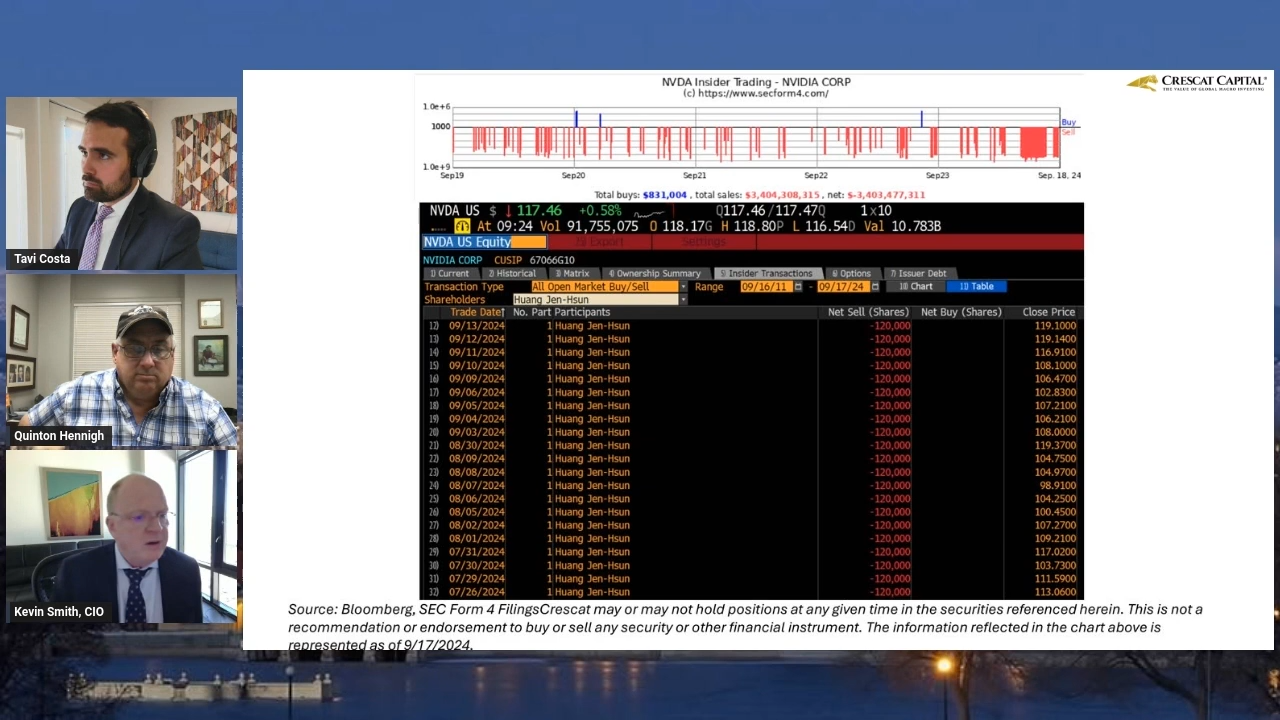 NVDA Insider Trading - NVIDIA CORP
(c) https://www.secform4.com/
CRESCAT CAPITAL
THE VALUE OF GLOBAL MACRO INVESTING
1.0e+6
1000
1.0e+9
Buy
Sell
Sep19 Sep20 Sep21 Sep22 Sep23 Sep. 18, 24
Total buys: $831,004 , total sales: $3,404,308,315 , net: $-3,403,477,311
NVDA US $ ↓ 117.46 +0.58% Q117.46 /117.47Q 1x10
At 09:24 Vol 91,755,075 O 118.17G H 118.80P L 116.54D Val 10.783B
NVDA US Equity Export Settings
NVIDIA CORP CUSIP 67066G10
1) Current 2) Historical 3) Matrix 4) Ownership Summary 5) Insider Transactions 6) Options 7) Issuer Debt
Transaction Type All Open Market Buy/Sell Range 09/16/11 - 09/17/24 10) Chart 11) Table
Shareholders Huang Jen-Hsun
Trade Date↑ No. Part Participants Net Sell (Shares) Net Buy (Shares) Close Price
12) 09/13/2024 1 Huang Jen-Hsun -120,000 119.1000
13) 09/12/2024 1 Huang Jen-Hsun -120,000 119.1400
14) 09/11/2024 1 Huang Jen-Hsun -120,000 116.9100
15) 09/10/2024 1 Huang Jen-Hsun -120,000 108.1000
16) 09/09/2024 1 Huang Jen-Hsun -120,000 106.4700
17) 09/06/2024 1 Huang Jen-Hsun -120,000 102.8300
18) 09/05/2024 1 Huang Jen-Hsun -120,000 107.2100
19) 09/04/2024 1 Huang Jen-Hsun -120,000 106.2100
20) 09/03/2024 1 Huang Jen-Hsun -120,000 108.0000
21) 08/30/2024 1 Huang Jen-Hsun -120,000 119.3700
22) 08/09/2024 1 Huang Jen-Hsun -120,000 104.7500
23) 08/08/2024 1 Huang Jen-Hsun -120,000 104.9700
24) 08/07/2024 1 Huang Jen-Hsun -120,000 98.9100
25) 08/06/2024 1 Huang Jen-Hsun -120,000 104.2500
26) 08/05/2024 1 Huang Jen-Hsun -120,000 100.4500
27) 08/02/2024 1 Huang Jen-Hsun -120,000 107.2700
28) 08/01/2024 1 Huang Jen-Hsun -120,000 109.2100
29) 07/31/2024 1 Huang Jen-Hsun -120,000 117.0200
30) 07/30/2024 1 Huang Jen-Hsun -120,000 103.7300
31) 07/29/2024 1 Huang Jen-Hsun -120,000 111.5900
32) 07/26/2024 1 Huang Jen-Hsun -120,000 113.0600
Source: Bloomberg, SEC Form 4 FilingsCrescat may or may not hold positions at any given time in the securities referenced herein. This is not a
recommendation or endorsement to buy or sell any security or other financial instrument. The information reflected in the chart above is
represented as of 9/17/2024.
Tavi Costa
Quinton Hennigh
Kevin Smith, CIO